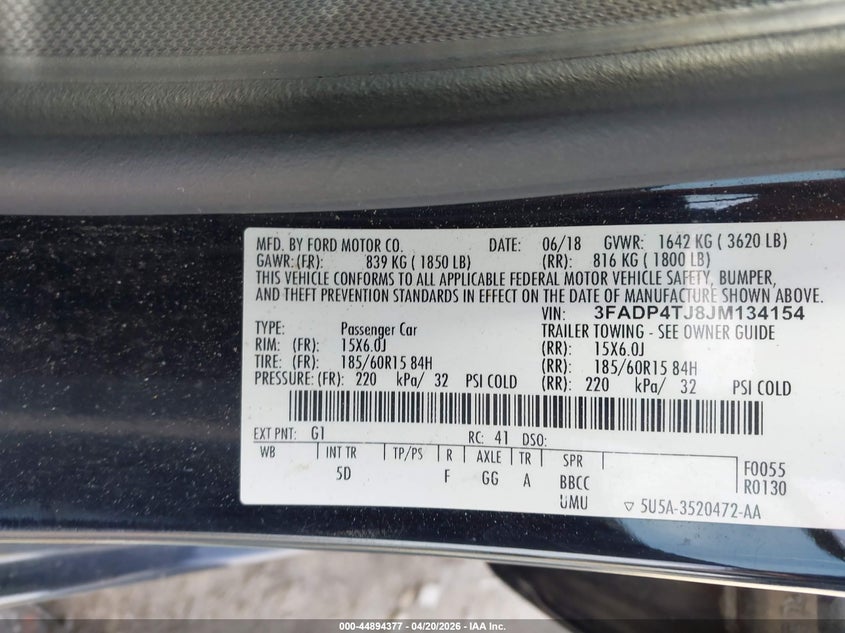 MFD. BY FORD MOTOR CO. DATE: 06/18 GVWR: 1642 KG ( 3620 LB)
GAWR:(FR): 839 KG ( 1850 LB) (RR): 816 KG ( 1800 LB)
THIS VEHICLE CONFORMS TO ALL APPLICABLE FEDERAL MOTOR VEHICLE SAFETY, BUMPER,
AND THEFT PREVENTION STANDARDS IN EFFECT ON THE DATE OF MANUFACTURE SHOWN ABOVE.
VIN: 3FADP4TJ8JM134154
TYPE: Passenger Car TRAILER TOWING - SEE OWNER GUIDE
RIM: (FR): 15X6.0J (RR): 15X6.0J
TIRE: (FR): 185/60R15 84H (RR): 185/60R15 84H
PRESSURE: (FR): 220 kPa/ 32 PSI COLD (RR): 220 kPa/ 32 PSI COLD
EXT PNT: G1 RC: 41 DSO:
WB INT TR TP/PS R AXLE TR SPR F0055
5D F GG A BBCC R0130
UMU ▽ 5U5A-3520472-AA
000-44894377 - 04/20/2026 - IAA Inc.